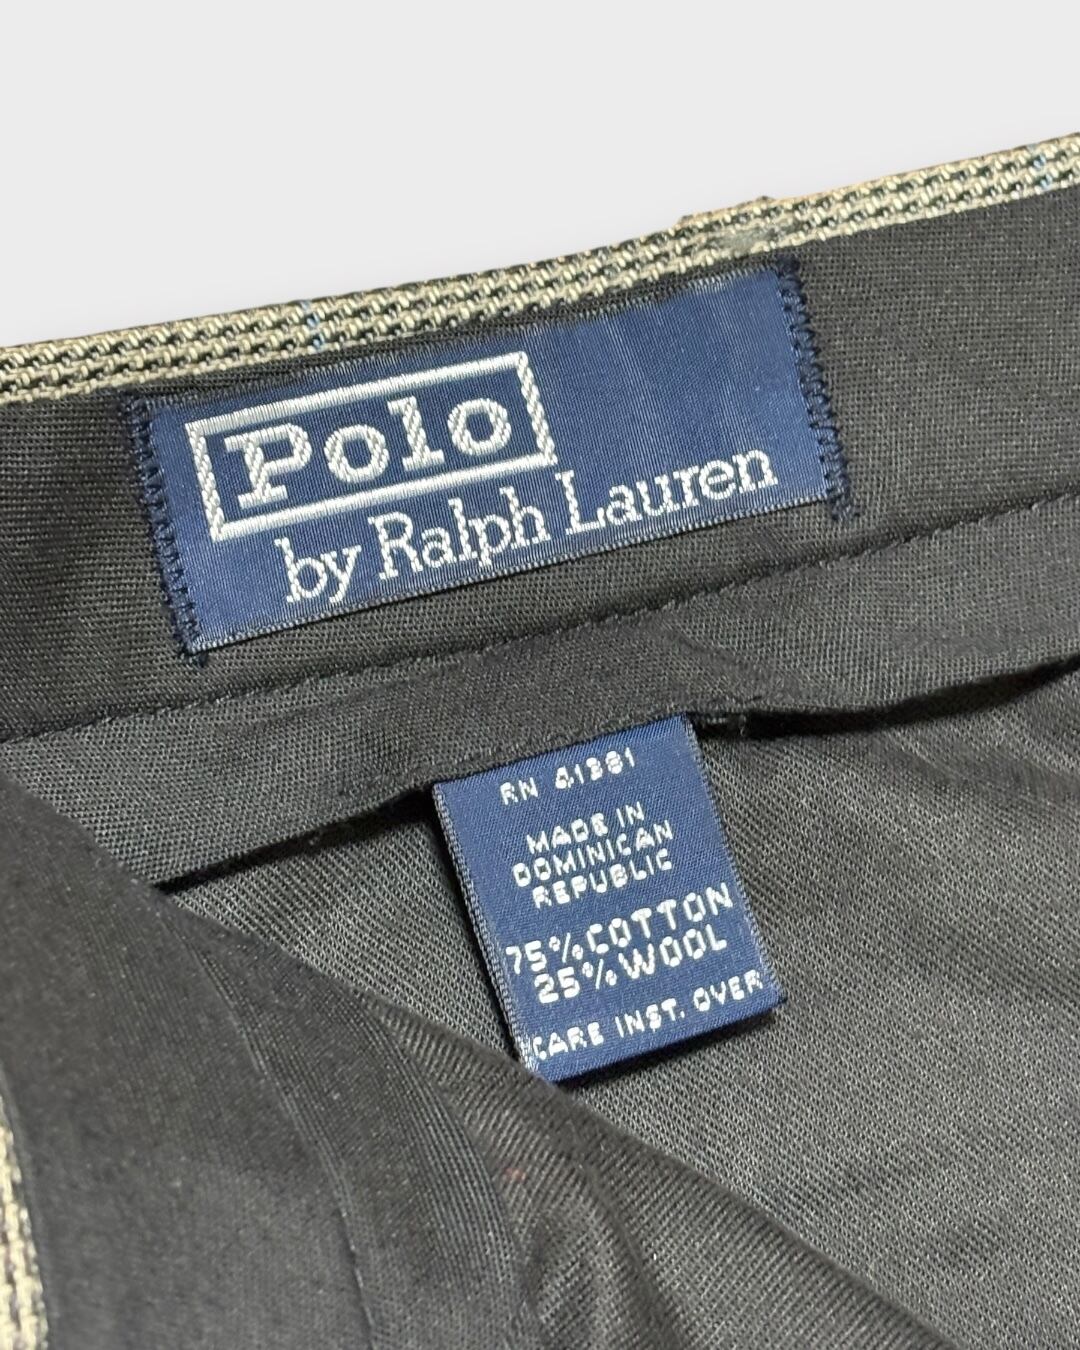 Polo
by Ralph Lauren
RN 41381
MADE IN
DOMINICAN
REPUBLIC
75% COTTON
25% WOOL
CARE INST. OVER